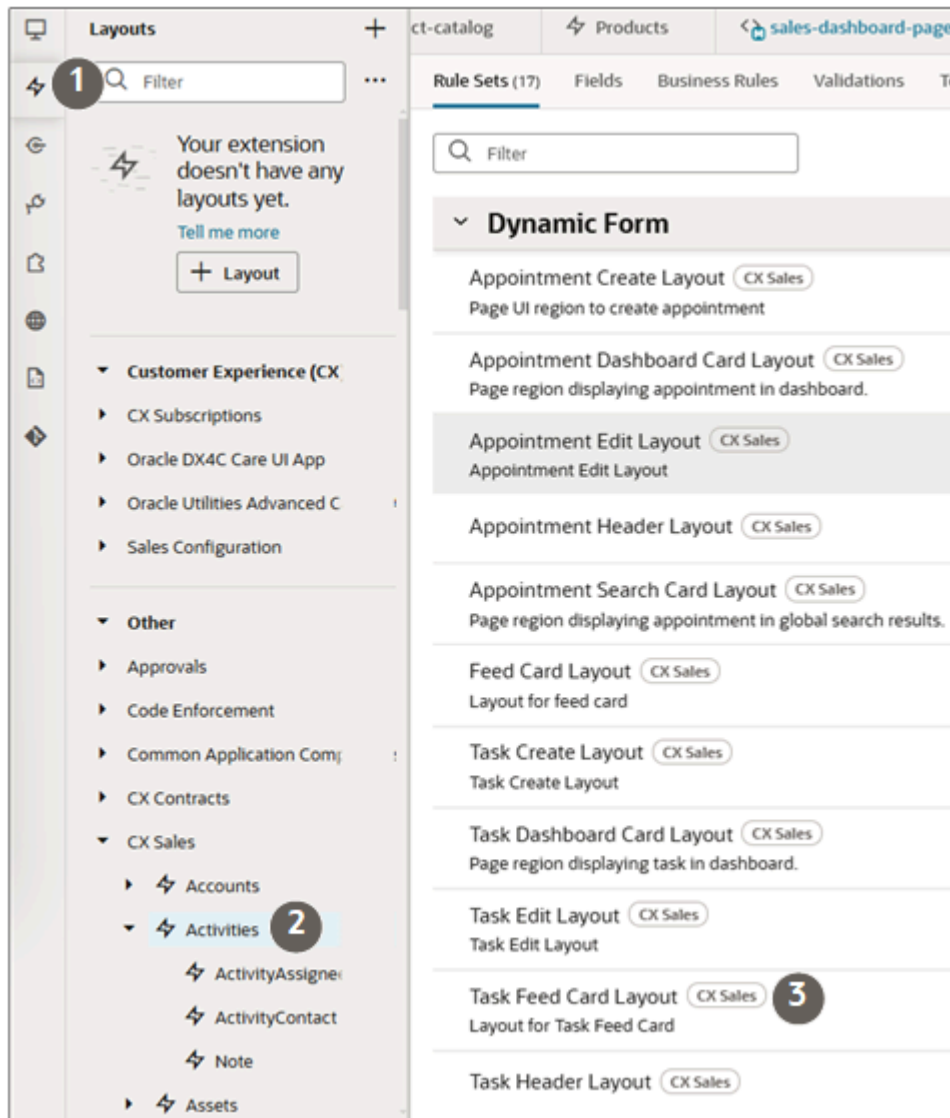 Layouts
1
Filter
Your extension
doesn't have any
layouts yet.
Tell me more
+ Layout
Customer Experience (CX)
CX Subscriptions
Oracle DX4C Care UI App
Oracle Utilities Advanced C
Sales Configuration
Other
Approvals
Code Enforcement
Common Application Comp
CX Contracts
CX Sales
Accounts
Activities 2
ActivityAssignee
ActivityContact
Note
Assets
ct-catalog Products sales-dashboard-page
Rule Sets (17) Fields Business Rules Validations
Filter
Dynamic Form
Appointment Create Layout CX Sales
Page UI region to create appointment
Appointment Dashboard Card Layout CX Sales
Page region displaying appointment in dashboard.
Appointment Edit Layout CX Sales
Appointment Edit Layout
Appointment Header Layout CX Sales
Appointment Search Card Layout CX Sales
Page region displaying appointment in global search results.
Feed Card Layout CX Sales
Layout for feed card
Task Create Layout CX Sales
Task Create Layout
Task Dashboard Card Layout CX Sales
Page region displaying task in dashboard.
Task Edit Layout CX Sales
Task Edit Layout
Task Feed Card Layout CX Sales 3
Layout for Task Feed Card
Task Header Layout CX Sales